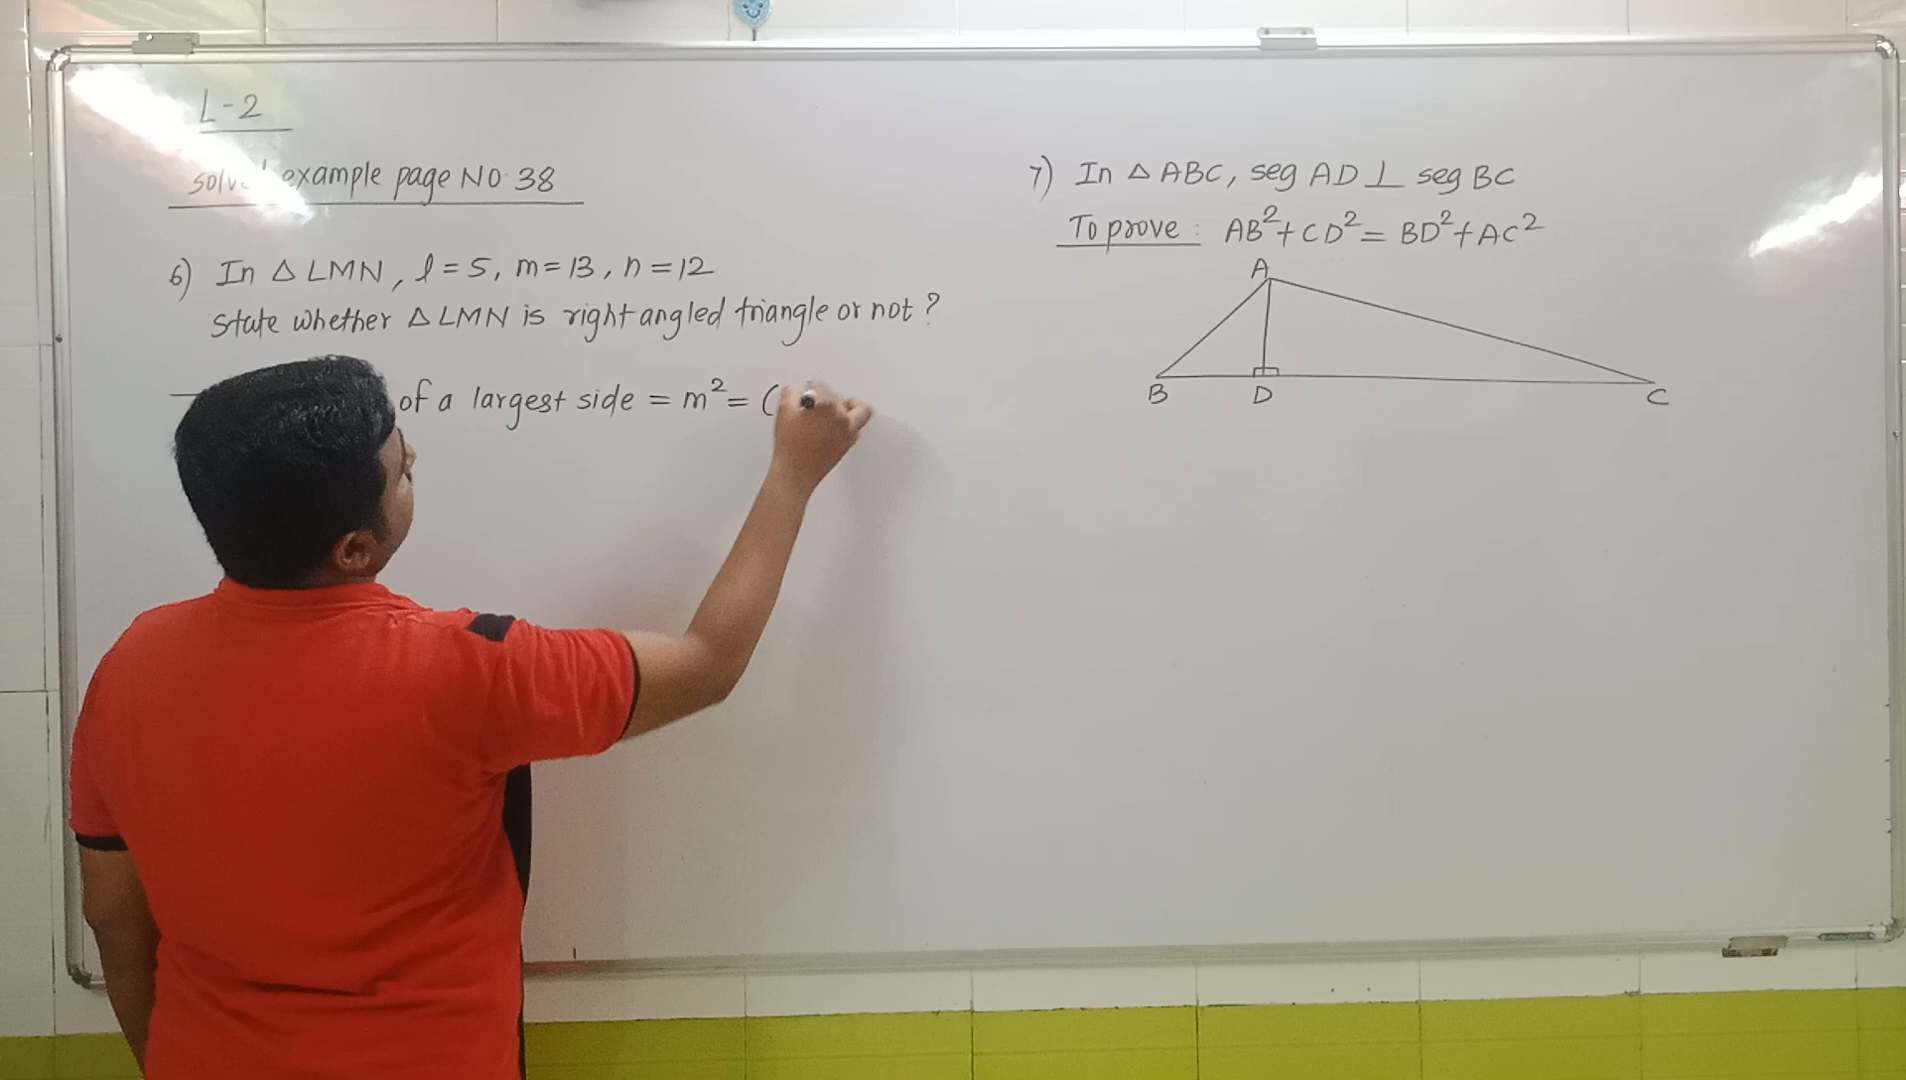 L-2
example page NO. 38
6) In △ LMN, l = 5, m = 13, n = 12
State whether △ LMN is right angled triangle or not?
of a largest side = m² = (
7) In △ ABC, seg AD ⊥ seg BC
To prove : AB² + CD² = BD² + AC²
A
B
D
C